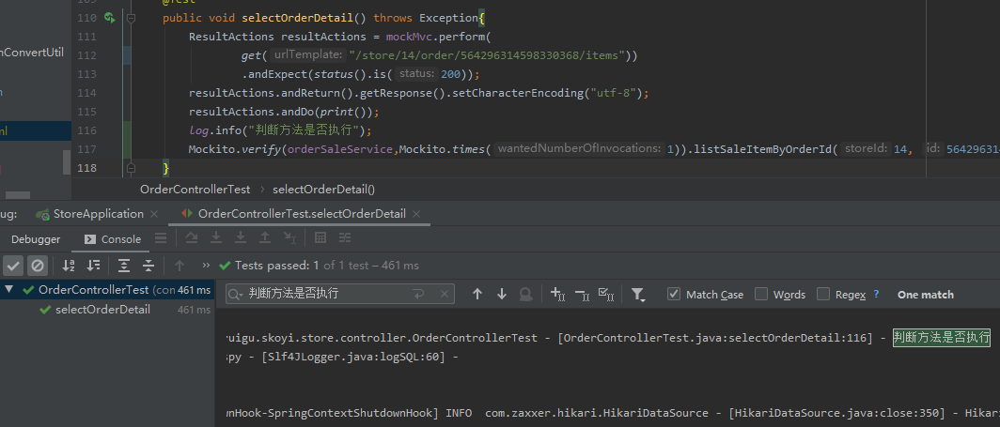 @Test
110 public void selectOrderDetail() throws Exception{
nConvertUtil
111 ResultActions resultActions = mockMvc.perform(
112 get( urlTemplate: "/store/14/order/564296314598330368/items"))
113 .andExpect(status().is( status: 200));
114 resultActions.andReturn().getResponse().setCharacterEncoding("utf-8");
115 resultActions.andDo(print());
ml
116 log.info("判断方法是否执行");
117 Mockito.verify(orderSaleService,Mockito.times( wantedNumberOfInvocations: 1)).listSaleItemByOrderId( storeId: 14, id: 56429631
118 }
OrderControllerTest › selectOrderDetail()
ug: StoreApplication × OrderControllerTest.selectOrderDetail ×
Debugger Console
» Tests passed: 1 of 1 test – 461 ms
OrderControllerTest (con 461 ms
判断方法是否执行 Match Case Words Regex ? One match
selectOrderDetail 461 ms
ruigu.skoyi.store.controller.OrderControllerTest - [OrderControllerTest.java:selectOrderDetail:116] - 判断方法是否执行
spy - [Slf4JLogger.java:logSQL:60] -
wnHook-SpringContextShutdownHook] INFO com.zaxxer.hikari.HikariDataSource - [HikariDataSource.java:close:350] - Hikar